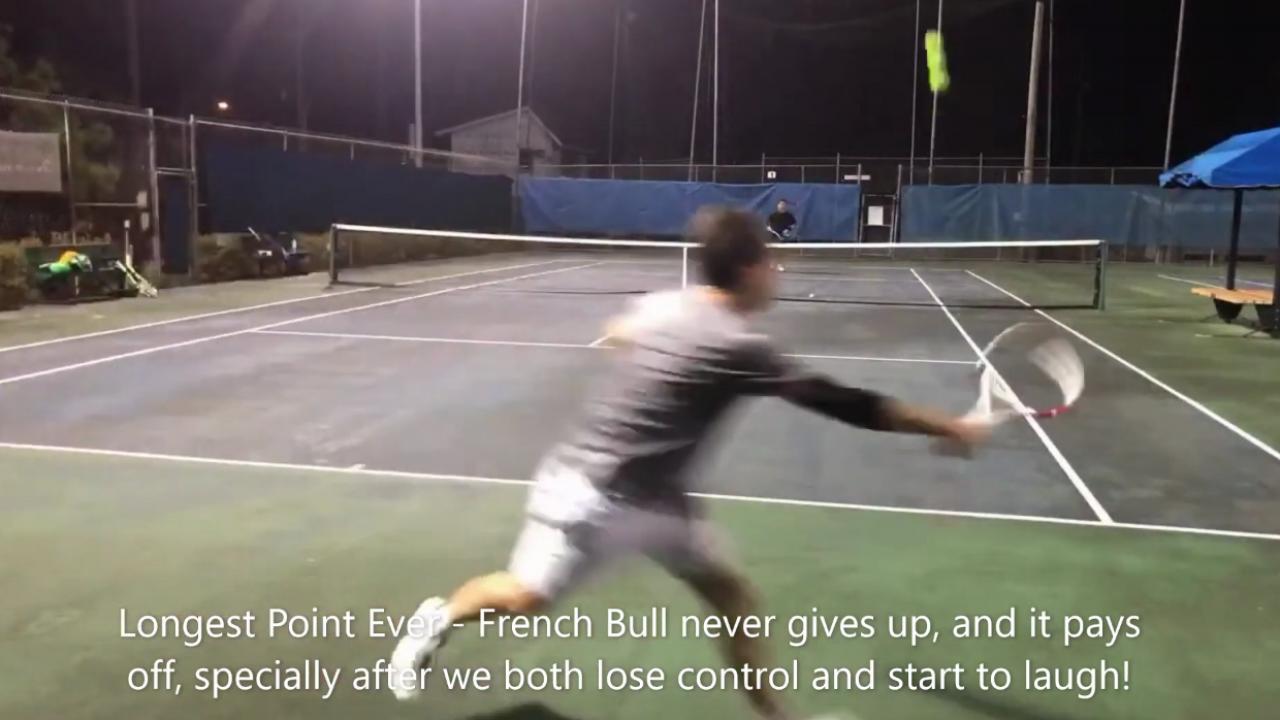 Longest Point Ever - French Bull never gives up, and it pays
off, specially after we both lose control and start to laugh!